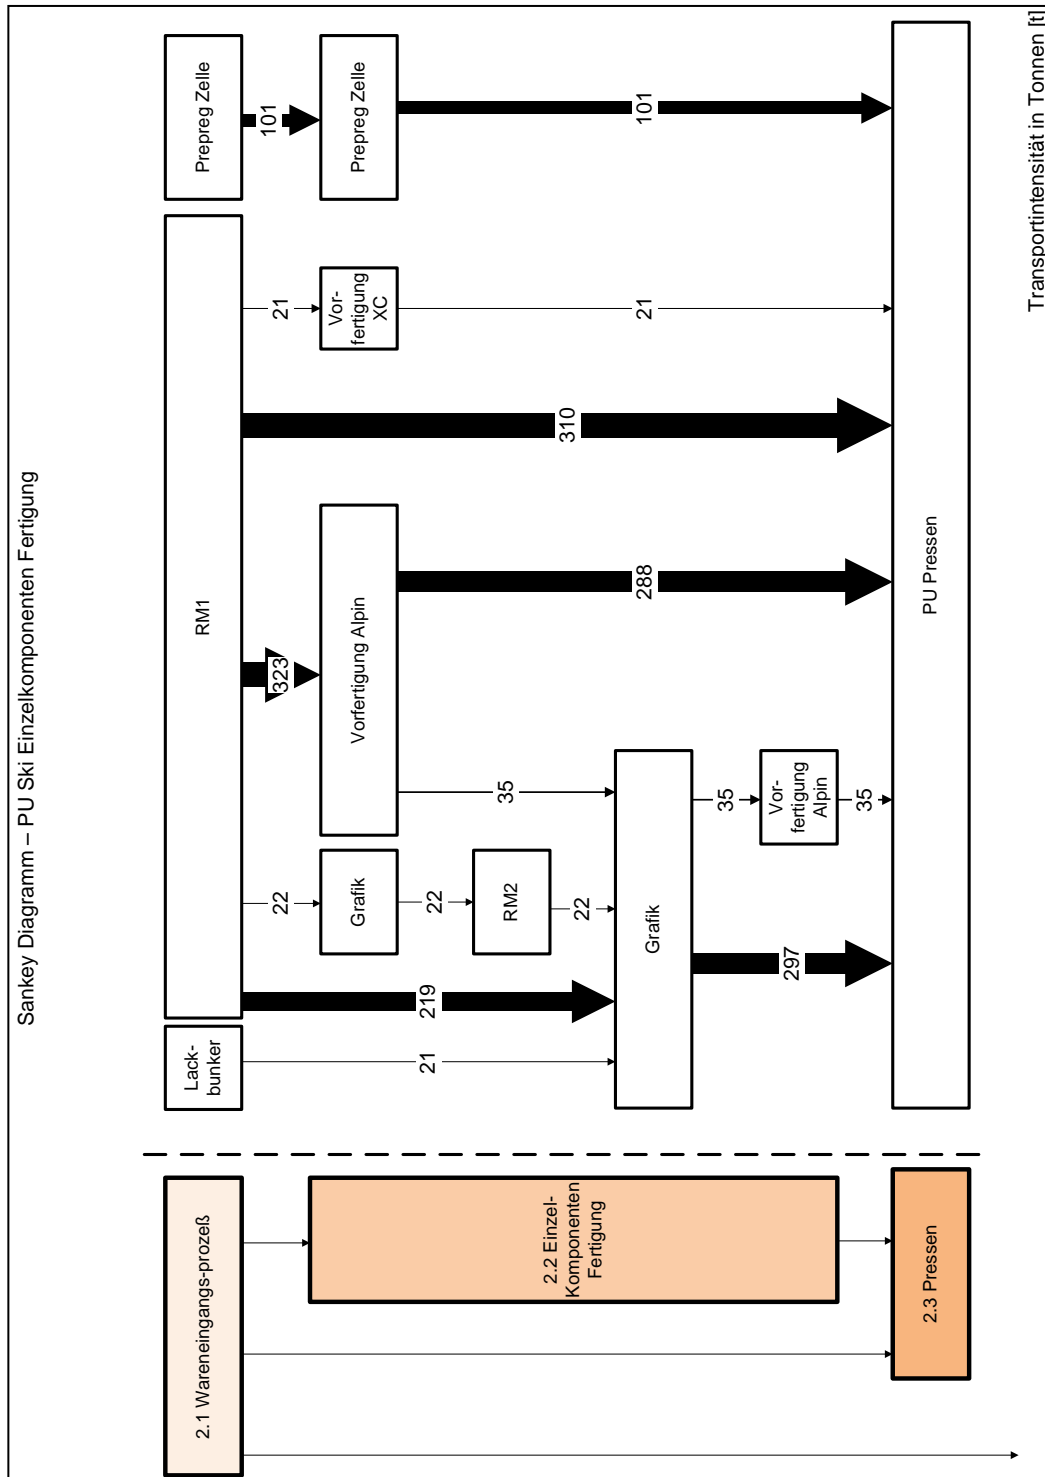 Sankey Diagramm – PU Ski Einzelkomponenten Fertigung
2.1 Wareneingangs-prozeß
Lack-
bunker
RM1
Prepreg Zelle
21
219
22
323
310
21
101
2.2 Einzel-
Komponenten
Fertigung
Grafik
Vorfertigung Alpin
Vor-
fertigung
XC
Prepreg Zelle
22
RM2
22
35
288
21
101
Grafik
297
35
Vor-
fertigung
Alpin
35
2.3 Pressen
PU Pressen
Transportintensität in Tonnen [t]